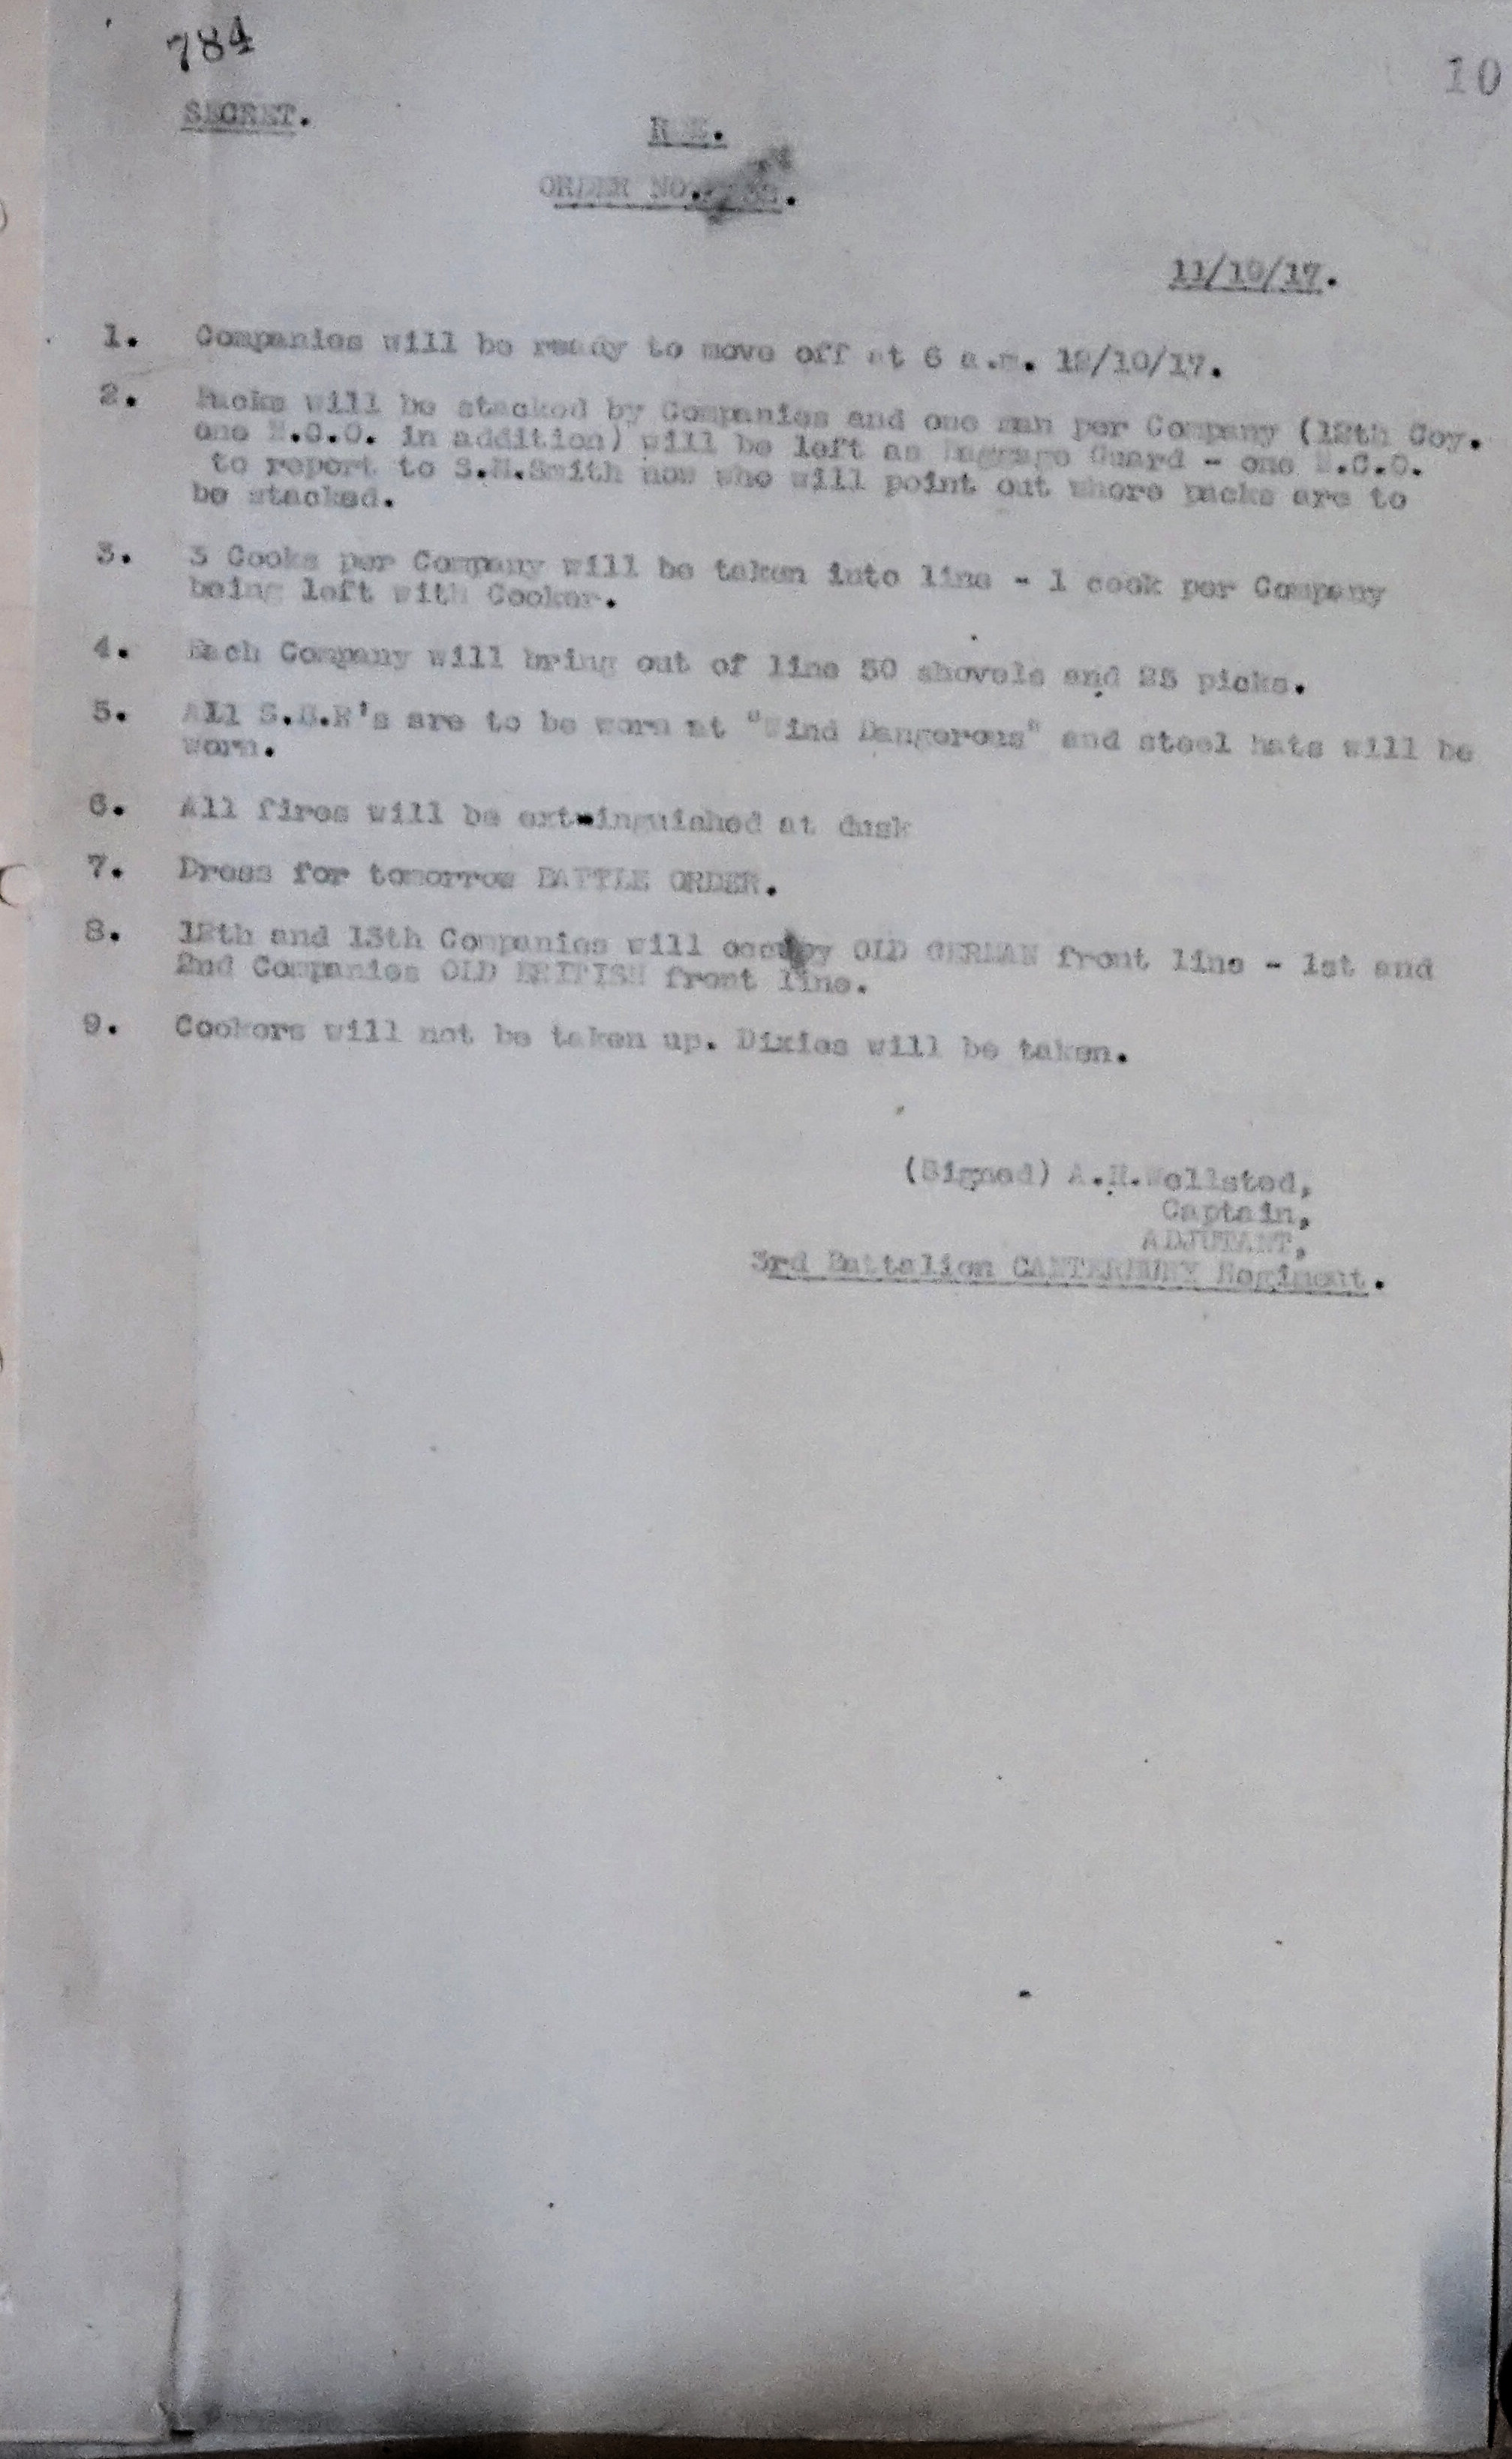 784
10
SECRET.
ORDER NO.
11/10/17.
1. Companies will be ready to move off at 6 a.m. 12/10/17.
2. Packs will be stacked by Companies and one man per Company (12th Coy.
one N.C.O. in addition) will be left as Luggage Guard - one N.C.O.
to report to S.M.Smith now who will point out where packs are to
be stacked.
3. 3 Cooks per Company will be taken into line - 1 cook per Company
being left with Cooker.
4. Each Company will bring out of line 50 shovels and 25 picks.
5. All S.B.R's are to be worn at "Wind Dangerous" and steel hats will be
worn.
6. All fires will be extinguished at dusk
7. Dress for tomorrow BATTLE ORDER.
8. 12th and 13th Companies will occupy OLD GERMAN front line - 1st and
2nd Companies OLD BRITISH front line.
9. Cookers will not be taken up. Dixies will be taken.
(Signed) A.H.Wellsted,
Captain,
ADJUTANT,
3rd Battalion CANTERBURY Regiment.